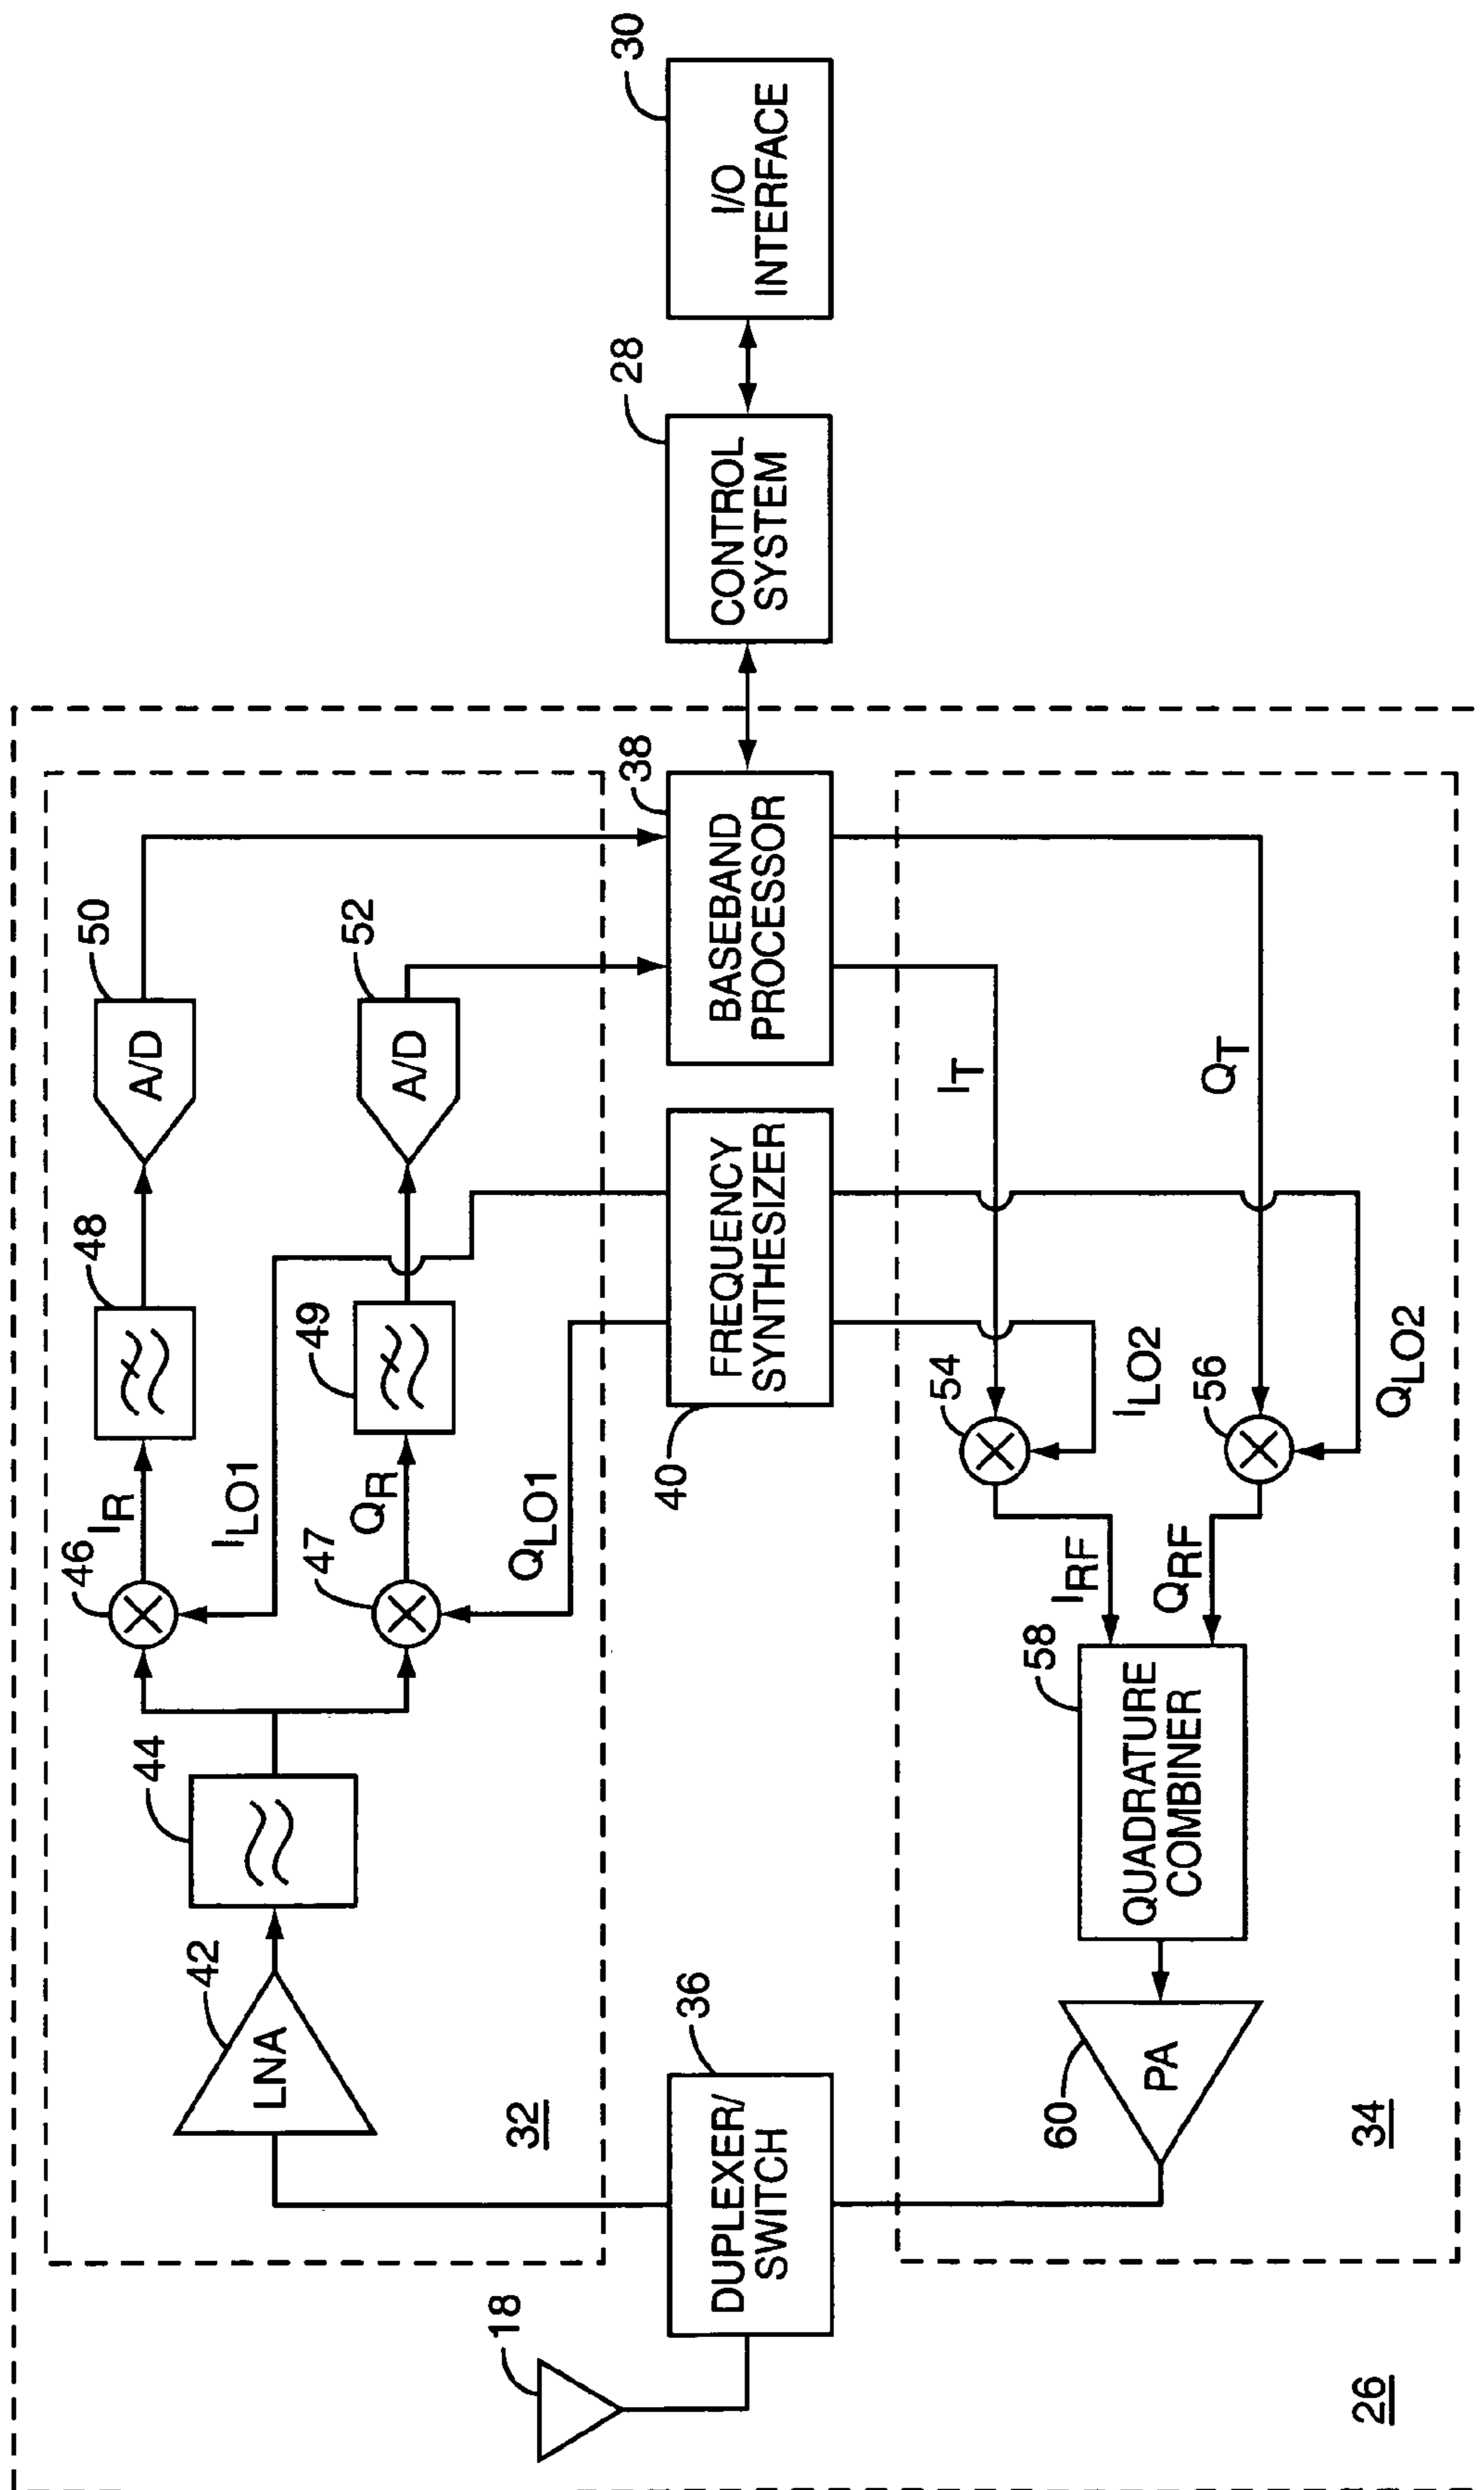 50
A/D
48
46
I_R
I_LO1
44
42
LNA
52
A/D
49
Q_R
47
Q_LO1
32
30
I/O
INTERFACE
28
CONTROL
SYSTEM
38
BASEBAND
PROCESSOR
FREQUENCY
SYNTHESIZER
40
36
DUPLEXER/
SWITCH
18
I_T
54
I_LO2
Q_T
56
Q_LO2
I_RF
Q_RF
58
QUADRATURE
COMBINER
60
PA
34
26